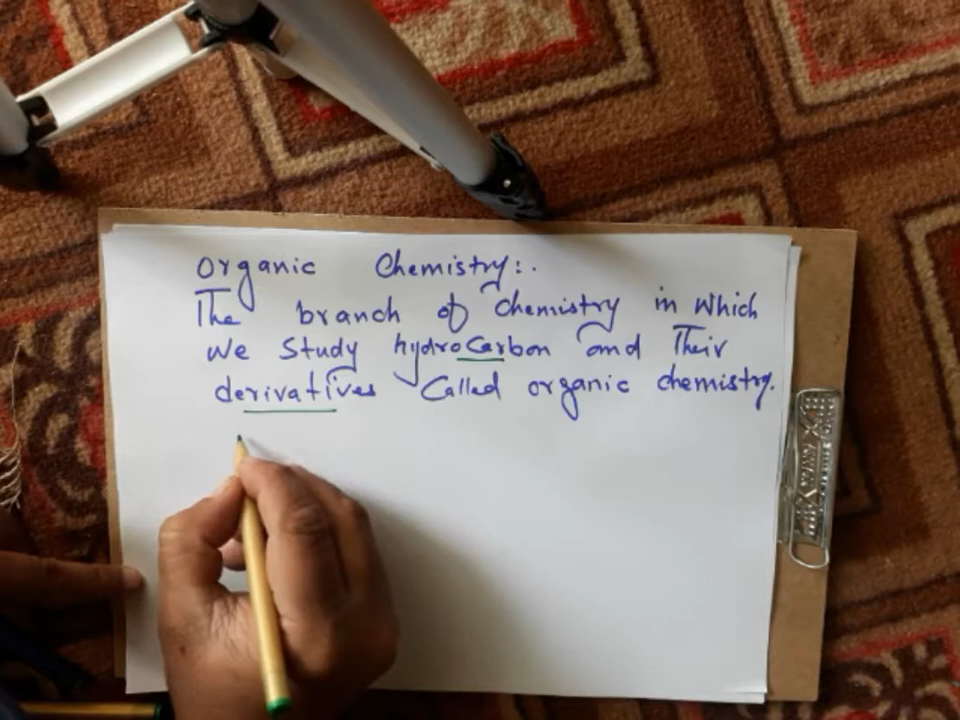 Organic Chemistry:.
The branch of chemistry in which
We Study hydroCarbon and Their
derivatives Called organic chemistry.